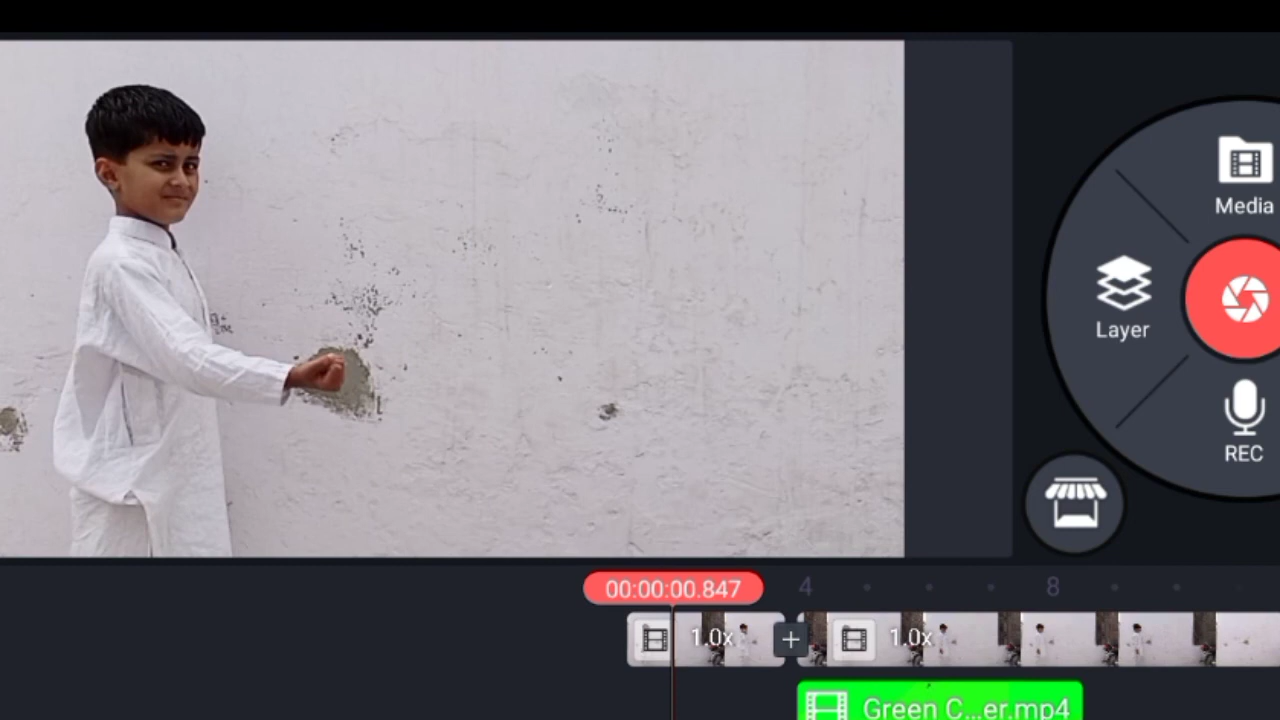 Media
Layer
REC
00:00:00.847
4
8
1.0x
1.0x
Green C...er.mp4